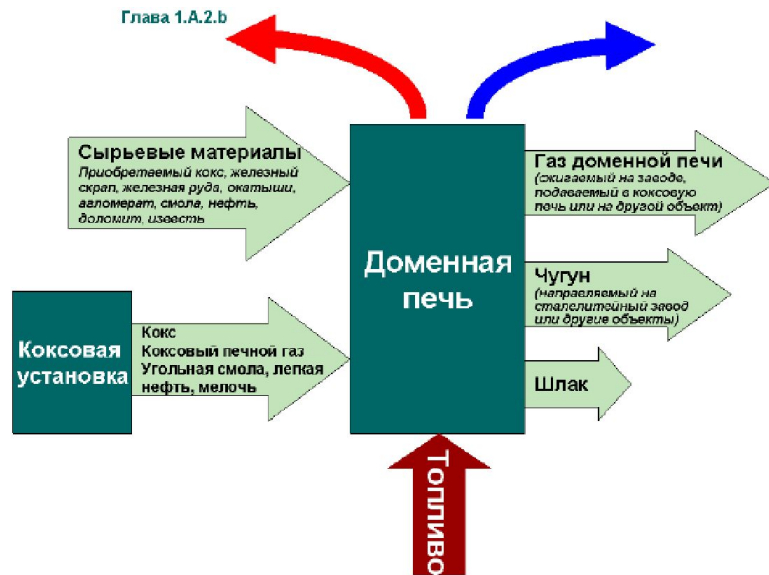 Глава 1.A.2.b
Сырьевые материалы
Приобретаемый кокс, железный
скрап, железная руда, окатыши,
агломерат, смола, нефть,
доломит, известь
Коксовая
установка
Кокс
Коксовый печной газ
Угольная смола, легкая
нефть, мелочь
Доменная
печь
Газ доменной печи
(сжигаемый на заводе,
подаваемый в коксовую
печь или на другой объект)
Чугун
(направляемый на
сталелитейный завод
или другие объекты)
Шлак
Топливо